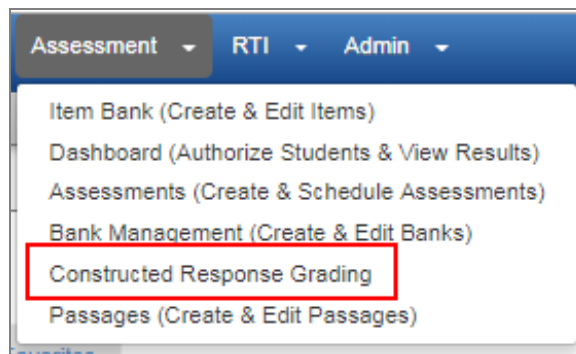 Assessment RTI Admin
Item Bank (Create & Edit Items)
Dashboard (Authorize Students & View Results)
Assessments (Create & Schedule Assessments)
Bank Management (Create & Edit Banks)
Constructed Response Grading
Passages (Create & Edit Passages)